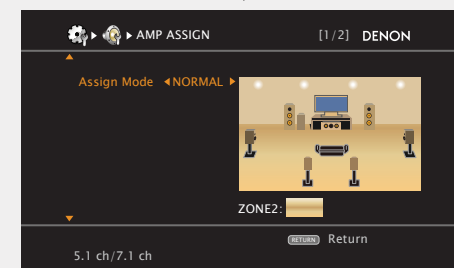 AMP ASSIGN [1/2] DENON
Assign Mode NORMAL
ZONE2:
RETURN Return
5.1 ch/7.1 ch